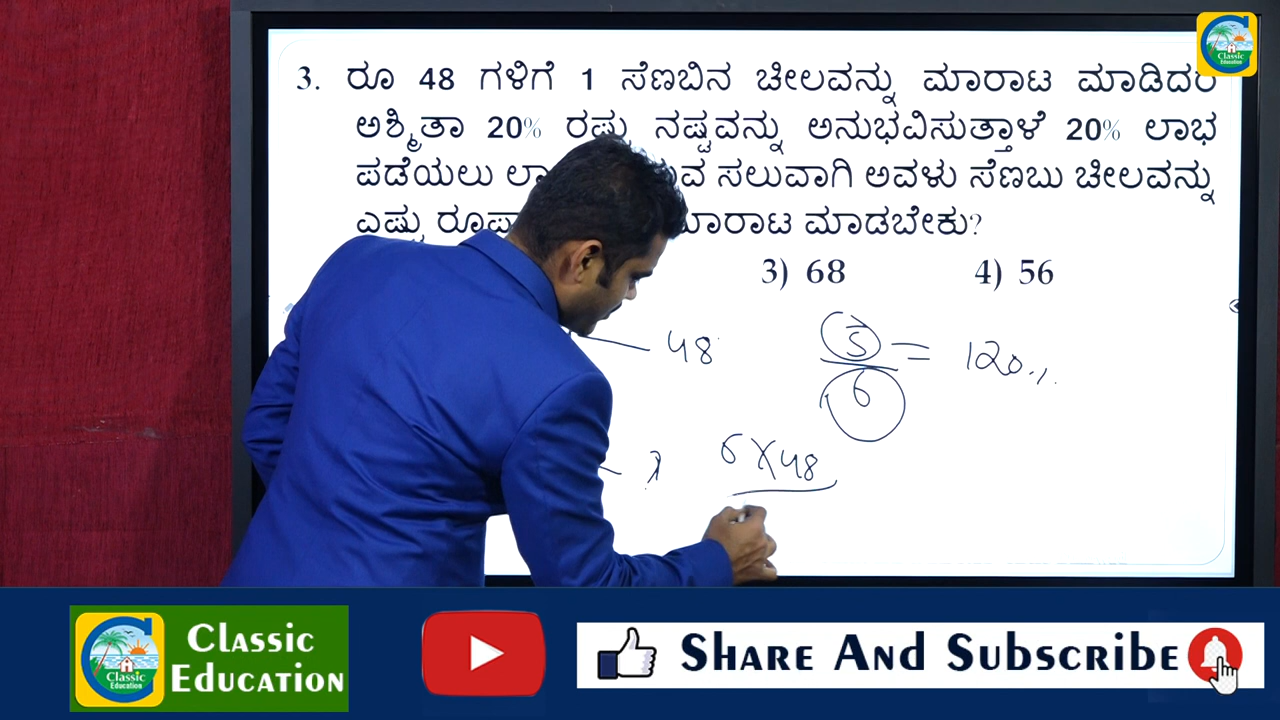 3. ರೂ 48 ಗಳಿಗೆ 1 ಸೆಣಬಿನ ಚೀಲವನ್ನು ಮಾರಾಟ ಮಾಡಿದರೆ
ಅಶ್ಮಿತಾ 20% ರಷ್ಟು ನಷ್ಟವನ್ನು ಅನುಭವಿಸುತ್ತಾಳೆ 20% ಲಾಭ
ಪಡೆಯಲು ಸಲುವಾಗಿ ಅವಳು ಸೆಣಬು ಚೀಲವನ್ನು
ಎಷ್ಟು ಮಾರಾಟ ಮಾಡಬೇಕು?
3) 68 4) 56
48
5/6 = 120%
6 X 48
Classic Education
Classic
Education
Classic Education
Share And Subscribe